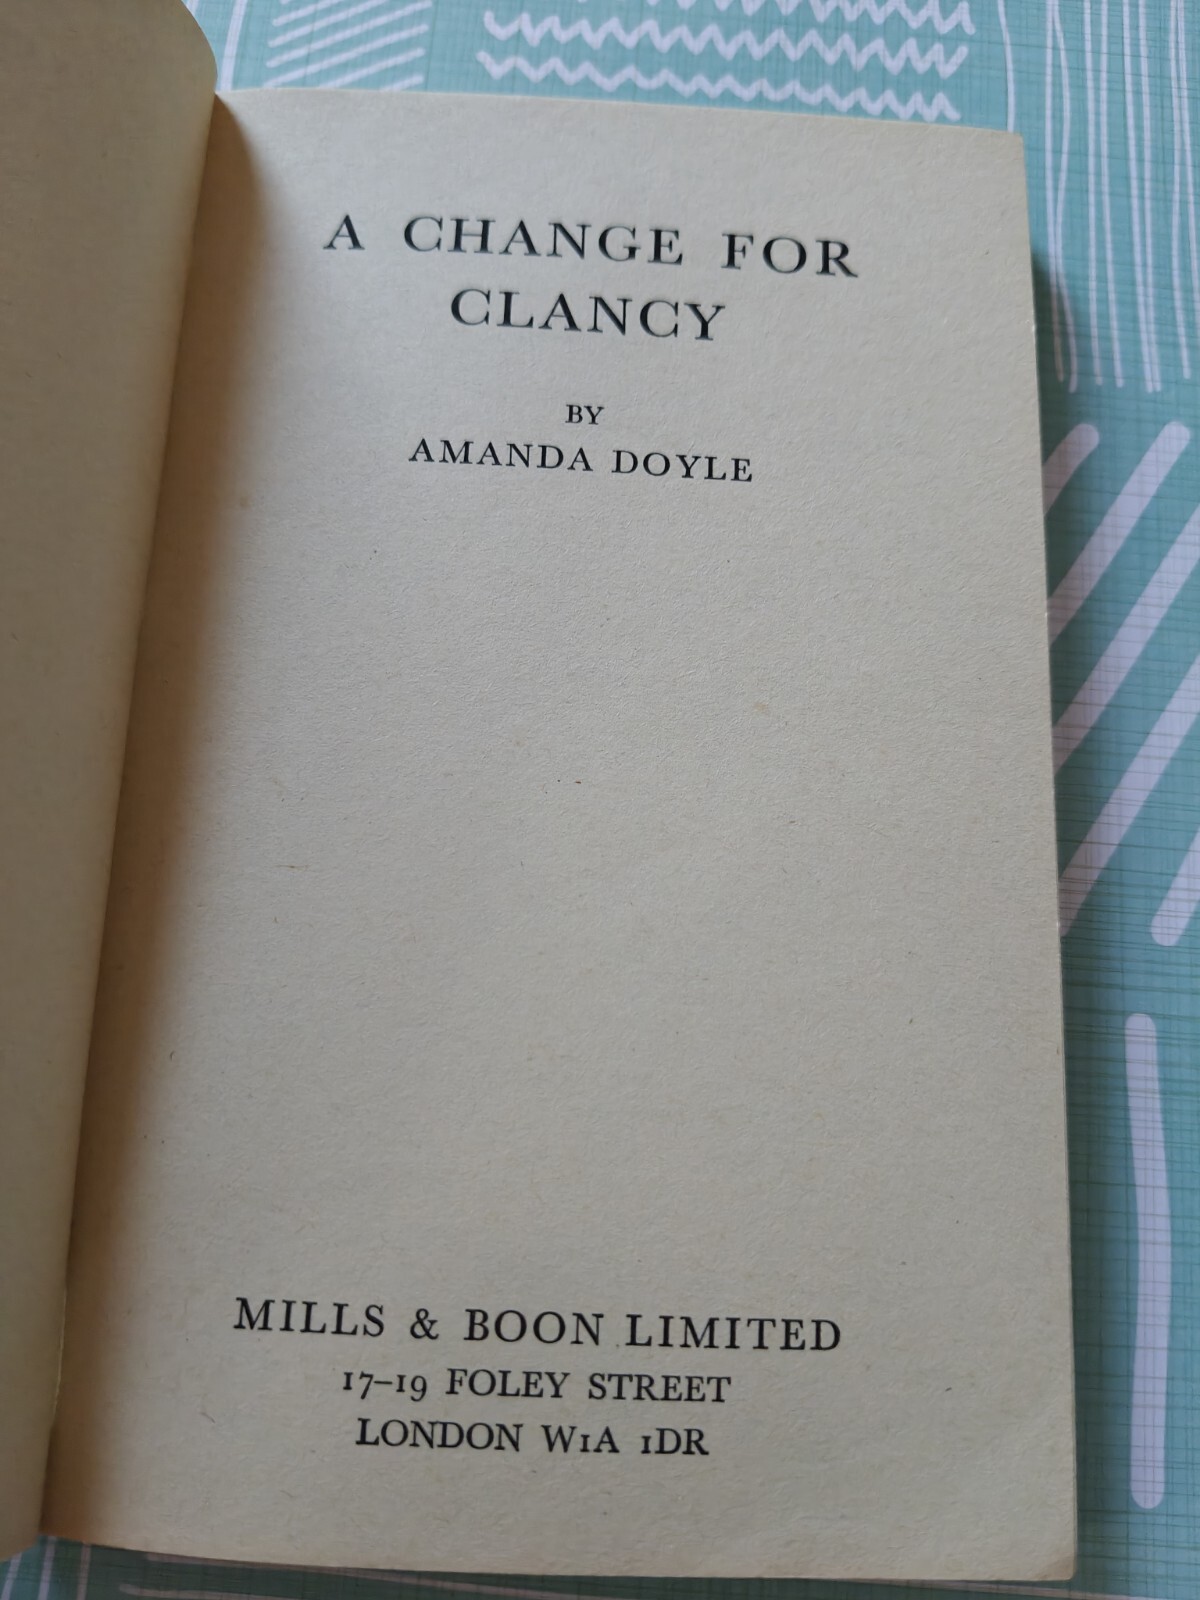 A CHANGE FOR
CLANCY
BY
AMANDA DOYLE
MILLS & BOON LIMITED
17–19 FOLEY STREET
LONDON W1A 1DR